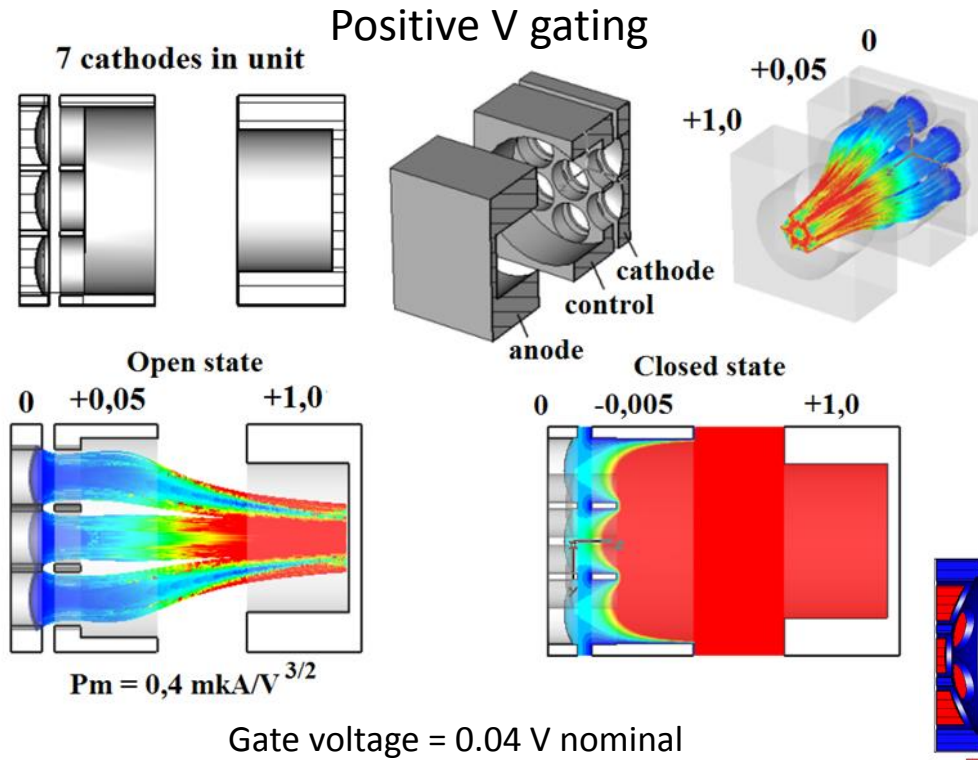 Positive V gating
7 cathodes in unit
0
+0,05
+1,0
cathode
control
anode
Open state
0 +0,05 +1,0
Pm = 0,4 mkA/V 3/2
Closed state
0 -0,005 +1,0
Gate voltage = 0.04 V nominal